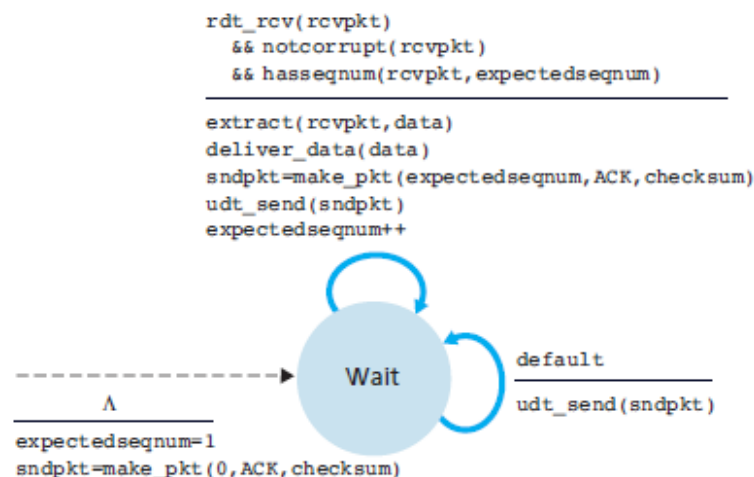 rdt_rcv(rcvpkt)
&& notcorrupt(rcvpkt)
&& hasseqnum(rcvpkt,expectedseqnum)
extract(rcvpkt,data)
deliver_data(data)
sndpkt=make_pkt(expectedseqnum,ACK,checksum)
udt_send(sndpkt)
expectedseqnum++
Wait
default
udt_send(sndpkt)
Λ
expectedseqnum=1
sndpkt=make_pkt(0,ACK,checksum)